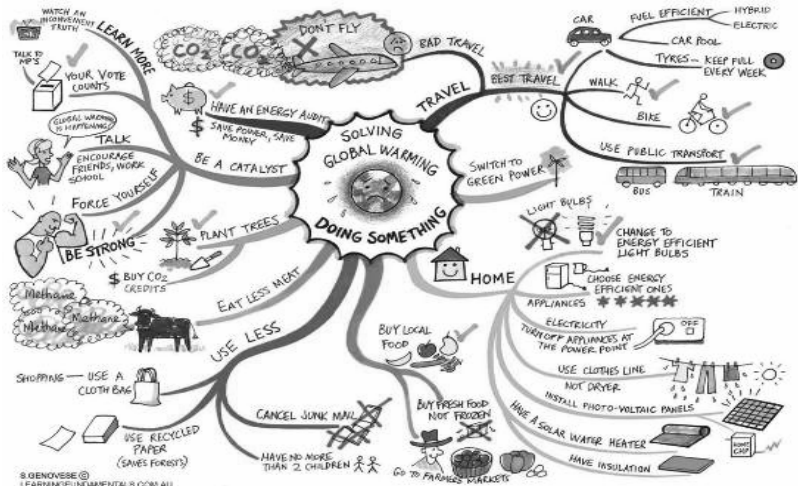 SOLVING
GLOBAL WARMING
DOING SOMETHING
TRAVEL
BAD TRAVEL
DON'T FLY
CO2
CO2
BEST TRAVEL
CAR
FUEL EFFICIENT
HYBRID
ELECTRIC
CAR POOL
TYRES — KEEP FULL
EVERY WEEK
WALK
BIKE
USE PUBLIC TRANSPORT
BUS
TRAIN
SWITCH TO
GREEN POWER
HOME
LIGHT BULBS
CHANGE TO
ENERGY EFFICIENT
LIGHT BULBS
APPLIANCES
CHOOSE ENERGY
EFFICIENT ONES
ELECTRICITY
TURN OFF APPLIANCES AT
THE POWER POINT
OFF
USE CLOTHES LINE
NOT DRYER
INSTALL PHOTO-VOLTAIC PANELS
HAVE A SOLAR WATER HEATER
HAVE INSULATION
BUY LOCAL
FOOD
BUY FRESH FOOD
NOT FROZEN
GO TO FARMERS MARKETS
USE LESS
SHOPPING — USE A
CLOTH BAG
USE RECYCLED
PAPER
(SAVES FORESTS)
CANCEL JUNK MAIL
HAVE NO MORE
THAN 2 CHILDREN
EAT LESS MEAT
Methane
Methane
Methane
PLANT TREES
$ BUY CO2
CREDITS
BE A CATALYST
LEARN MORE
WATCH AN
INCONVENIENT
TRUTH
TALK TO
MP'S
YOUR VOTE
COUNTS
TALK
GLOBAL WARMING
IS HAPPENING!
ENCOURAGE
FRIENDS, WORK
SCHOOL
FORCE YOURSELF
BE STRONG
HAVE AN ENERGY AUDIT
$ SAVE POWER, SAVE
MONEY
S.GENOVESE ©
LEARNINGFUNDAMENTALS.COM.AU